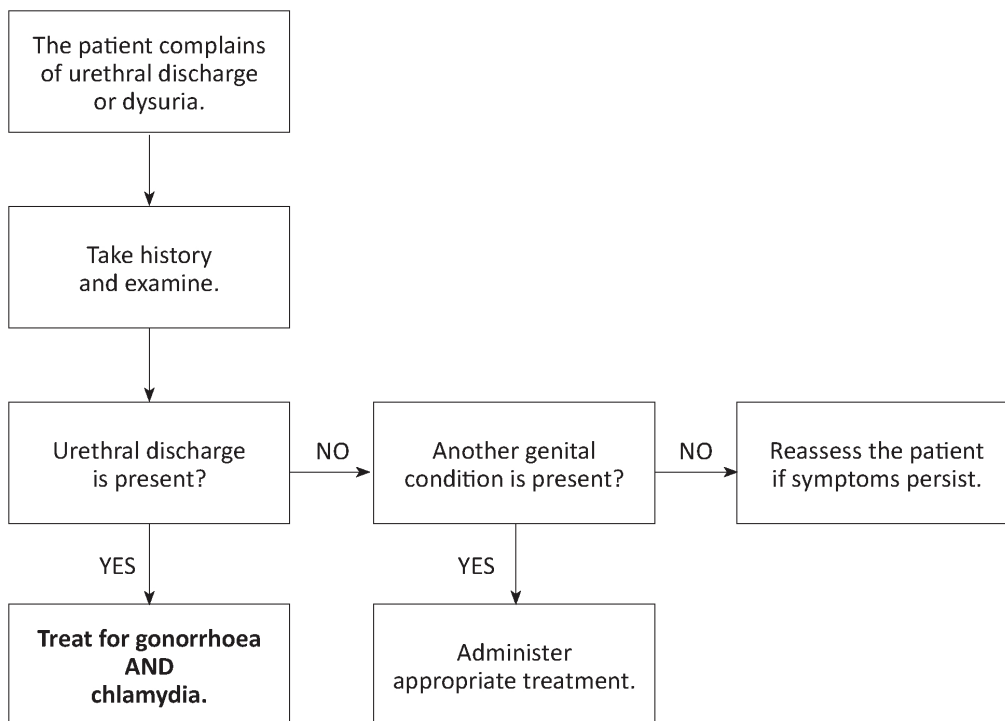 The patient complains
of urethral discharge
or dysuria.
Take history
and examine.
Urethral discharge
is present?
NO
Another genital
condition is present?
NO
Reassess the patient
if symptoms persist.
YES
YES
Treat for gonorrhoea
AND
chlamydia.
Administer
appropriate treatment.